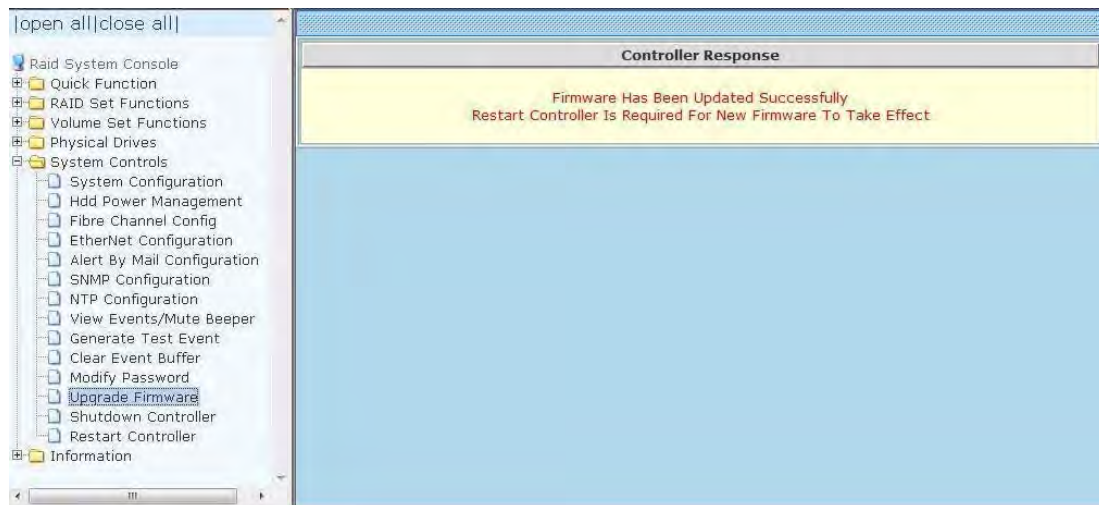 |open all|close all|
Raid System Console
Quick Function
RAID Set Functions
Volume Set Functions
Physical Drives
System Controls
System Configuration
Hdd Power Management
Fibre Channel Config
EtherNet Configuration
Alert By Mail Configuration
SNMP Configuration
NTP Configuration
View Events/Mute Beeper
Generate Test Event
Clear Event Buffer
Modify Password
Upgrade Firmware
Shutdown Controller
Restart Controller
Information
Controller Response
Firmware Has Been Updated Successfully
Restart Controller Is Required For New Firmware To Take Effect